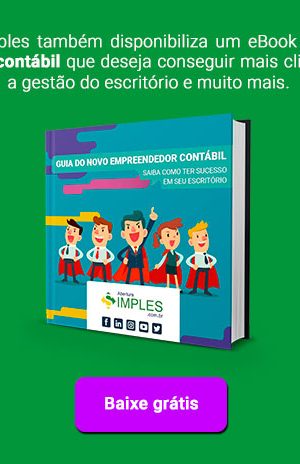 ples também disponibiliza um eBook
contábil que deseja conseguir mais cli
a gestão do escritório e muito mais.
GUIA DO NOVO EMPREENDEDOR CONTÁBIL
SAIBA COMO TER SUCESSO
EM SEU ESCRITÓRIO
Abertura
SIMPLES
.com.br
Baixe grátis